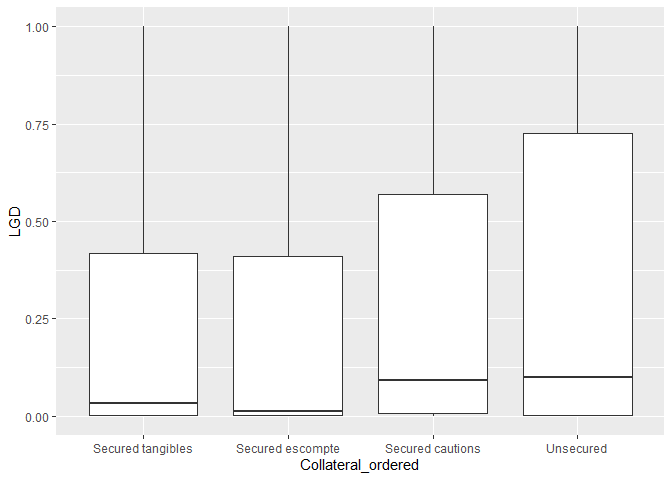 1.00
0.75
0.50
0.25
0.00
LGD
Secured tangibles Secured escompte Secured cautions Unsecured
Collateral_ordered